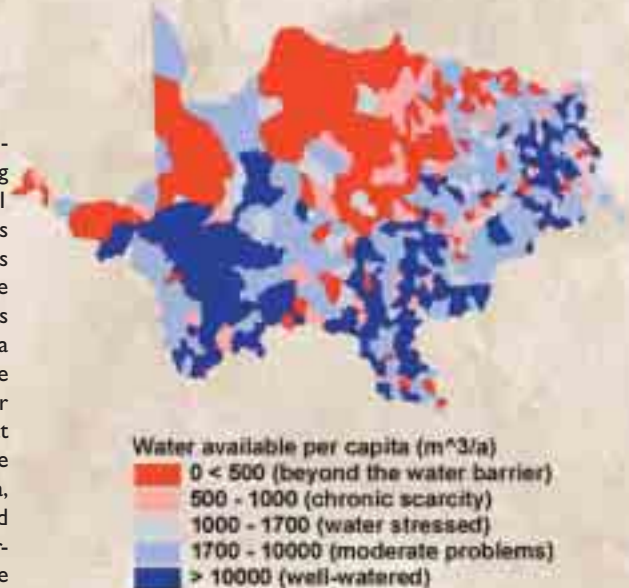 -
g
l
s
s
e
s
a
e
r
t
e
a,
d
r-
e
Water available per capita (m^3/a)
0 < 500 (beyond the water barrier)
500 - 1000 (chronic scarcity)
1000 - 1700 (water stressed)
1700 - 10000 (moderate problems)
> 10000 (well-watered)